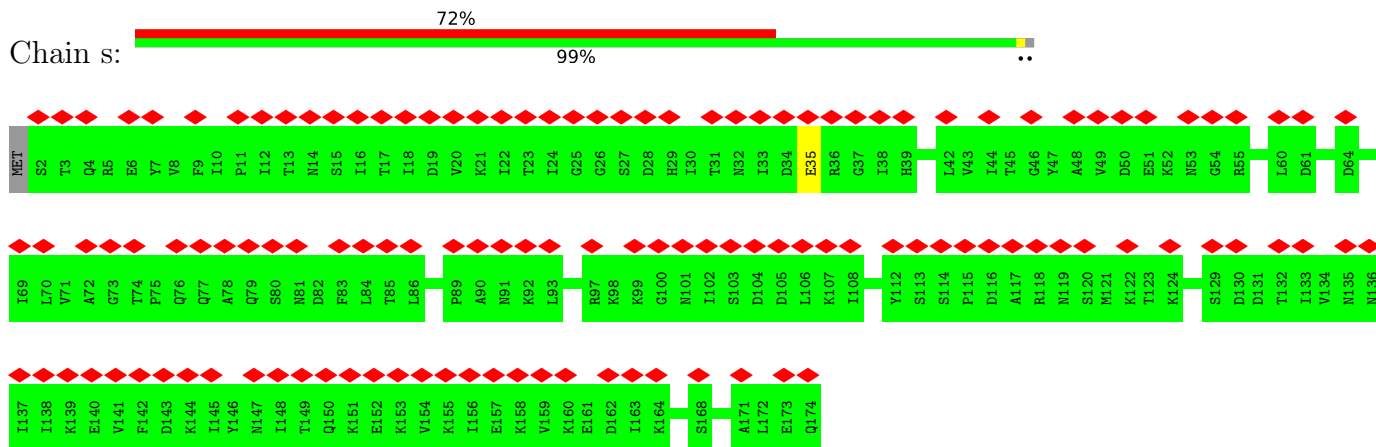 72%
Chain s:
99%
••
MET S2 T3 Q4 R5 E6 Y7 V8 F9 I10 P11 I12 T13 N14 S15 I16 T17 I18 D19 V20 K21 I22 T23 I24 G25 G26 S27 D28 H29 I30 T31 N32 I33 D34 E35 R36 G37 I38 H39 L42 V43 I44 T45 G46 Y47 A48 V49 D50 E51 K52 N53 G54 R55 L60 D61 D64
I69 L70 V71 A72 G73 T74 P75 Q76 Q77 A78 Q79 S80 N81 D82 F83 L84 T85 L86 P89 A90 N91 K92 L93 R97 K98 K99 G100 N101 I102 S103 D104 D105 L106 K107 I108 Y112 S113 S114 P115 D116 A117 R118 N119 S120 M121 K122 T123 K124 S129 D130 D131 T132 I133 V134 N135 N136
I137 I138 K139 E140 V141 F142 D143 K144 I145 Y146 N147 I148 T149 Q150 K151 E152 K153 V154 K155 I156 E157 K158 V159 K160 E161 D162 I163 K164 S168 A171 L172 E173 Q174